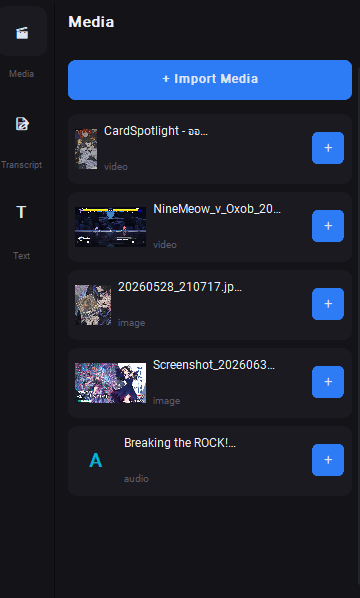 Media
+ Import Media
Media
CardSpotlight - ออ...
+
video
Transcript
NineMeow_v_Oxob_20...
+
video
T
Text
20260528_210717.jp...
+
image
Screenshot_2026063...
+
image
A
Breaking the ROCK!...
+
audio